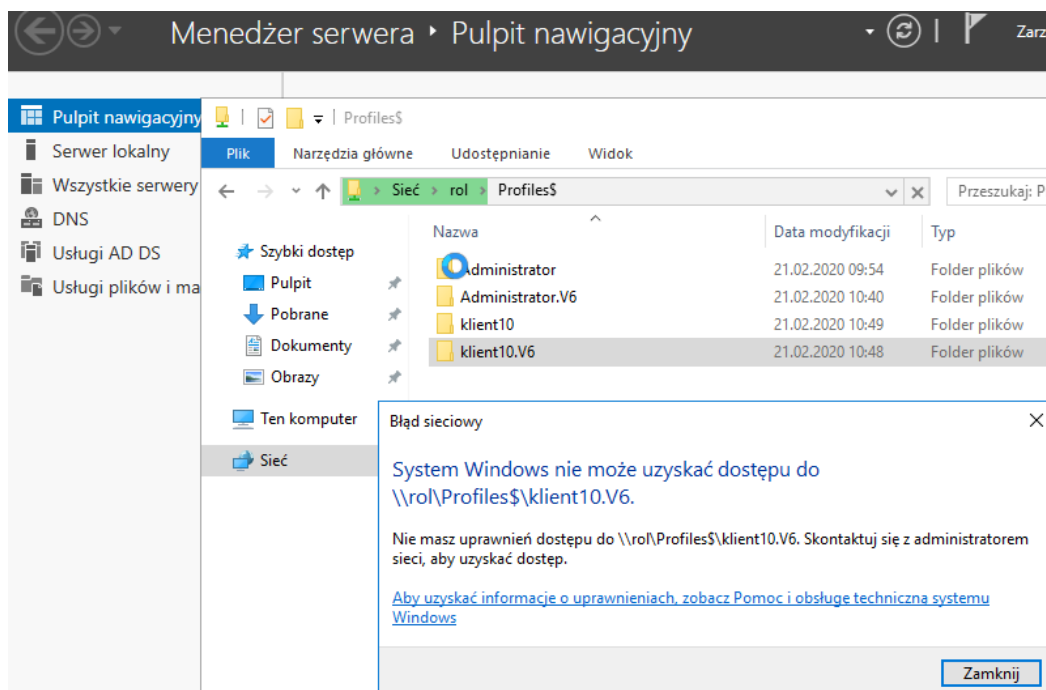 Menedżer serwera ‣ Pulpit nawigacyjny
Zarz
Pulpit nawigacyjny
Serwer lokalny
Wszystkie serwery
DNS
Usługi AD DS
Usługi plików i ma
Profiles$
Plik Narzędzia główne Udostępnianie Widok
Sieć › rol › Profiles$
Przeszukaj: P
Szybki dostęp
Pulpit
Pobrane
Dokumenty
Obrazy
Ten komputer
Sieć
Nazwa Data modyfikacji Typ
Administrator 21.02.2020 09:54 Folder plików
Administrator.V6 21.02.2020 10:40 Folder plików
klient10 21.02.2020 10:49 Folder plików
klient10.V6 21.02.2020 10:48 Folder plików
Błąd sieciowy
System Windows nie może uzyskać dostępu do
\\rol\Profiles$\klient10.V6.
Nie masz uprawnień dostępu do \\rol\Profiles$\klient10.V6. Skontaktuj się z administratorem
sieci, aby uzyskać dostęp.
Aby uzyskać informacje o uprawnieniach, zobacz Pomoc i obsługę techniczną systemu
Windows
Zamknij